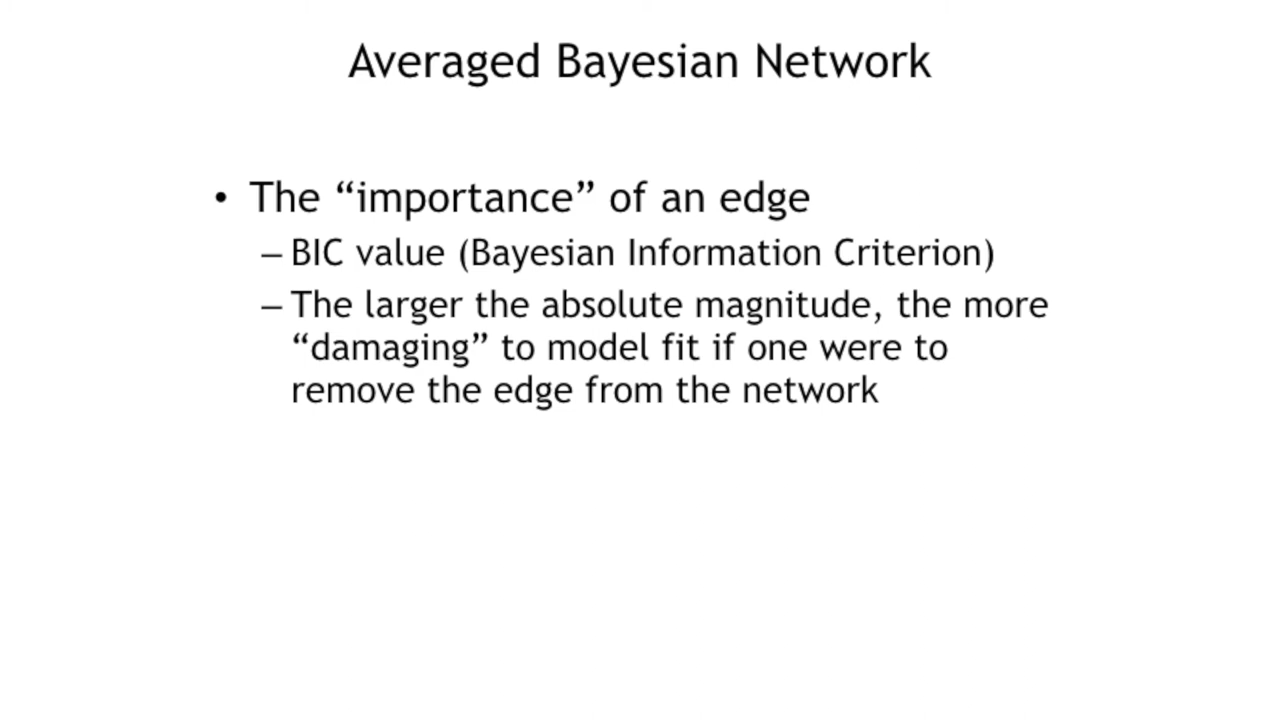 Averaged Bayesian Network
• The “importance” of an edge
– BIC value (Bayesian Information Criterion)
– The larger the absolute magnitude, the more
“damaging” to model fit if one were to
remove the edge from the network